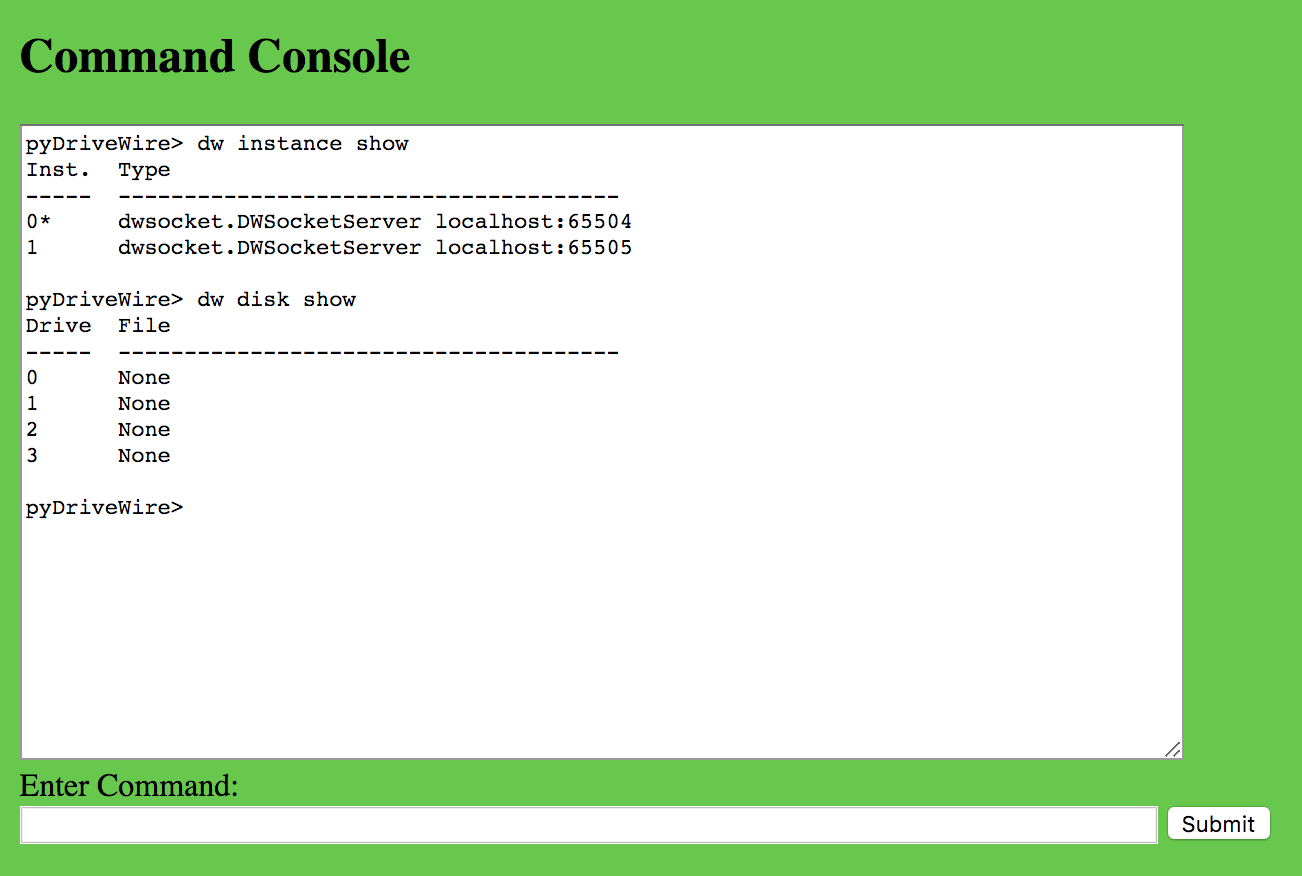 Command Console
pyDriveWire> dw instance show
Inst.  Type
-----  --------------------------------------
0*     dwsocket.DWSocketServer localhost:65504
1      dwsocket.DWSocketServer localhost:65505
pyDriveWire> dw disk show
Drive  File
-----  --------------------------------------
0      None
1      None
2      None
3      None
pyDriveWire>
Enter Command:
Submit